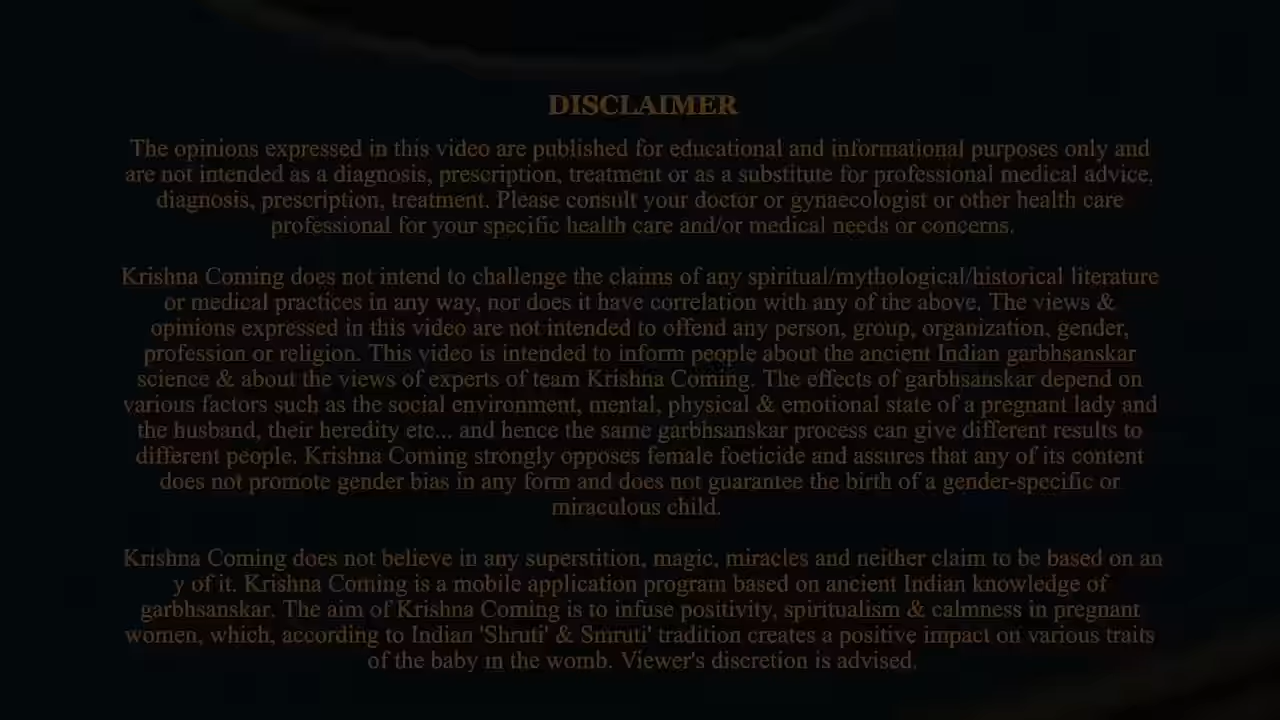 DISCLAIMER
The opinions expressed in this video are published for educational and informational purposes only and
are not intended as a diagnosis, prescription, treatment or as a substitute for professional medical advice,
diagnosis, prescription, treatment. Please consult your doctor or gynaecologist or other health care
professional for your specific health care and/or medical needs or concerns.
Krishna Coming does not intend to challenge the claims of any spiritual/mythological/historical literature
or medical practices in any way, nor does it have correlation with any of the above. The views &
opinions expressed in this video are not intended to offend any person, group, organization, gender,
profession or religion. This video is intended to inform people about the ancient Indian garbhsanskar
science & about the views of experts of team Krishna Coming. The effects of garbhsanskar depend on
various factors such as the social environment, mental, physical & emotional state of a pregnant lady and
the husband, their heredity etc... and hence the same garbhsanskar process can give different results to
different people. Krishna Coming strongly opposes female foeticide and assures that any of its content
does not promote gender bias in any form and does not guarantee the birth of a gender-specific or
miraculous child.
Krishna Coming does not believe in any superstition, magic, miracles and neither claim to be based on an
y of it. Krishna Coming is a mobile application program based on ancient Indian knowledge of
garbhsanskar. The aim of Krishna Coming is to infuse positivity, spiritualism & calmness in pregnant
women, which, according to Indian 'Shruti' & Smruti' tradition creates a positive impact on various traits
of the baby in the womb. Viewer's discretion is advised.